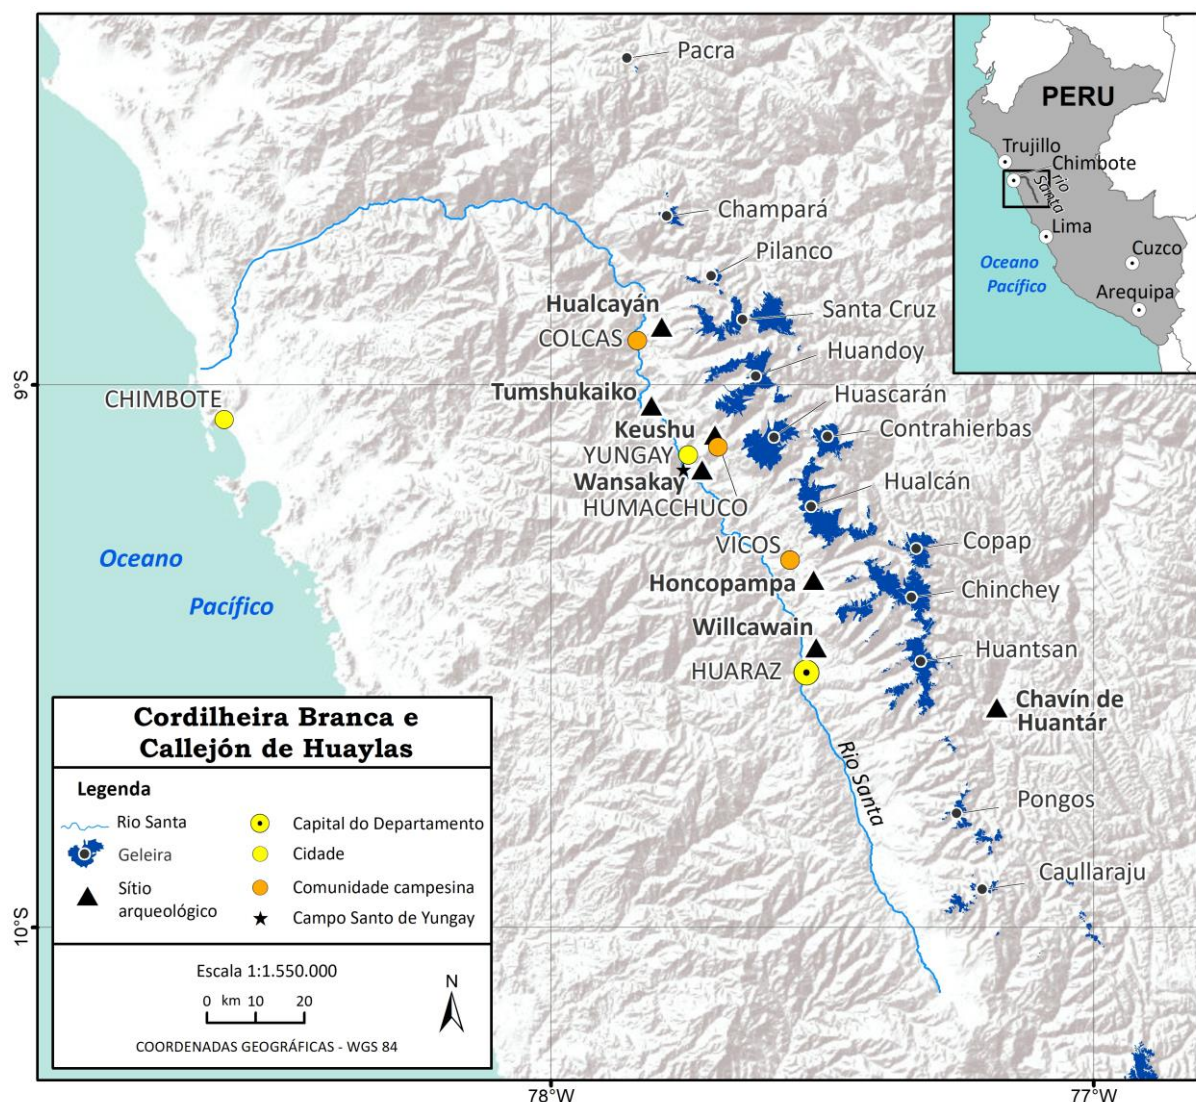 Pacra
PERU
Trujillo
Chimbote
rio
Santa
Lima
Cuzco
Oceano
Pacífico
Arequipa
Champará
Pilanco
Hualcayán
Santa Cruz
COLCAS
Huandoy
9°S
CHIMBOTE
Tumshukaiko
Huascarán
Keushu
Contrahierbas
YUNGAY
Wansakay
Hualcán
HUMACCHUCO
VICOS
Copap
Oceano
Pacífico
Honcopampa
Chinchey
Willcawain
Huantsan
HUARAZ
Chavín de
Huantár
Rio Santa
Pongos
Caullaraju
10°S
Cordilheira Branca e
Callejón de Huaylas
Legenda
Rio Santa
Geleira
Sítio
arqueológico
Capital do Departamento
Cidade
Comunidade campesina
Campo Santo de Yungay
Escala 1:1.550.000
0 km 10 20
N
COORDENADAS GEOGRÁFICAS - WGS 84
78°W
77°W